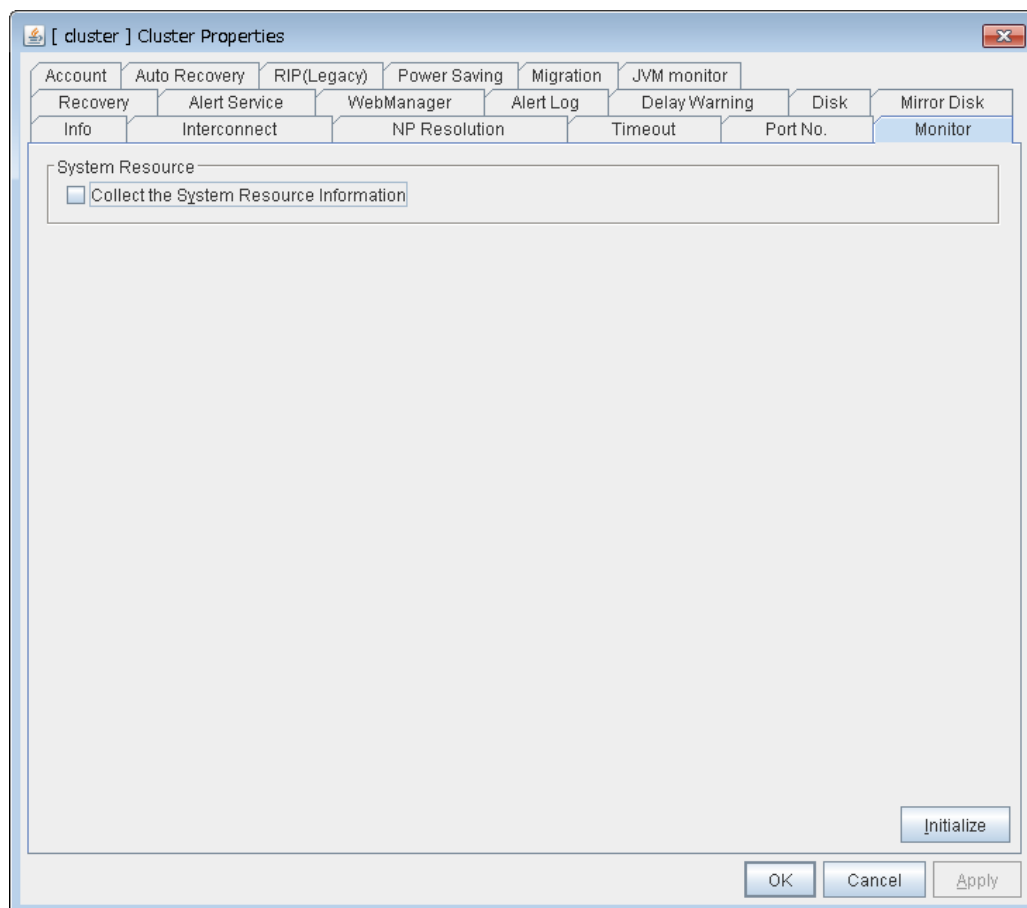 [ cluster ] Cluster Properties
Account Auto Recovery RIP(Legacy) Power Saving Migration JVM monitor
Recovery Alert Service WebManager Alert Log Delay Warning Disk Mirror Disk
Info Interconnect NP Resolution Timeout Port No. Monitor
System Resource
Collect the System Resource Information
Initialize
OK Cancel Apply